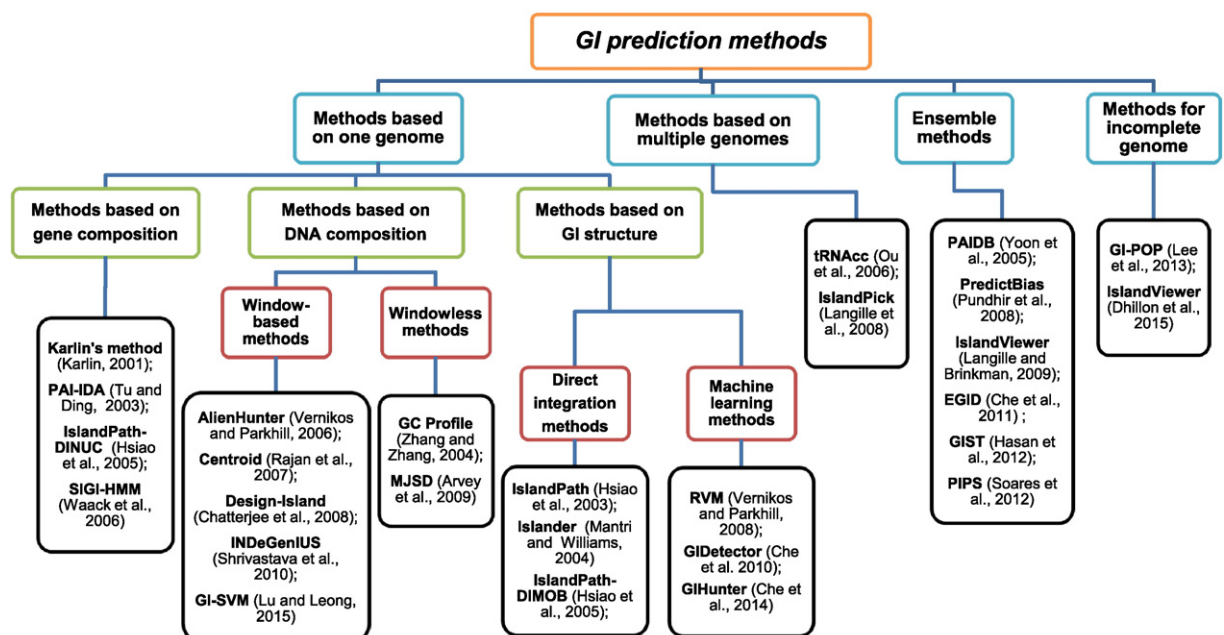 GI prediction methods
Methods based
on one genome
Methods based on
multiple genomes
Ensemble
methods
Methods for
incomplete
genome
Methods based on
gene composition
Methods based on
DNA composition
Methods based on
GI structure
Window-
based methods
Windowless
methods
Direct
integration
methods
Machine
learning
methods
Karlin's method
(Karlin, 2001);
PAI-IDA (Tu and
Ding, 2003);
IslandPath-
DINUC (Hsiao
et al., 2005);
SIGI-HMM
(Waack et al.,
2006)
AlienHunter (Vernikos
and Parkhill, 2006);
Centroid (Rajan et al.,
2007);
Design-Island
(Chatterjee et al., 2008);
INDeGenIUS
(Shrivastava et al.,
2010);
GI-SVM (Lu and Leong,
2015)
GC Profile
(Zhang and
Zhang, 2004);
MJSD (Arvey
et al., 2009)
IslandPath (Hsiao
et al., 2003);
Islander (Mantri
and Williams,
2004)
IslandPath-
DIMOB (Hsiao
et al., 2005);
RVM (Vernikos
and Parkhill,
2008);
GIDetector (Che
et al. 2010);
GIHunter (Che
et al., 2014)
tRNAcc (Ou
et al., 2006);
IslandPick
(Langille et
al., 2008)
PAIDB (Yoon et al.,
2005);
PredictBias
(Pundhir et al.,
2008);
IslandViewer
(Langille and
Brinkman, 2009);
EGID (Che et al.,
2011) ;
GIST (Hasan et al.,
2012);
PIPS (Soares et al.,
2012)
GI-POP (Lee et
al., 2013);
IslandViewer
(Dhillon et al.,
2015)